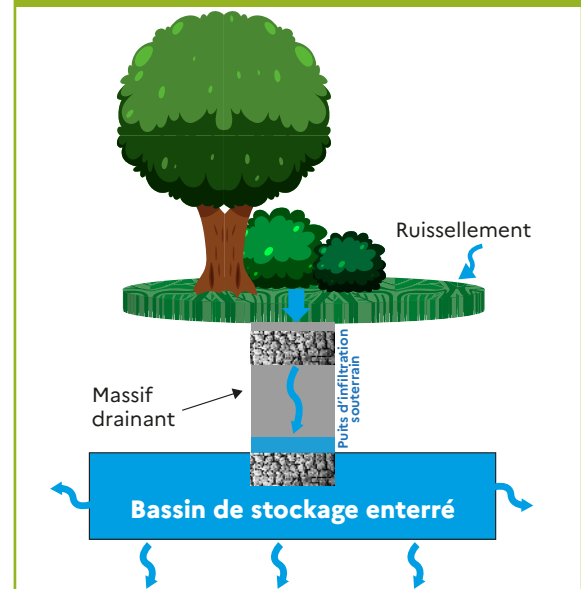 Ruissellement
Puits d'infiltration
souterrain
Massif
drainant
Bassin de stockage enterré